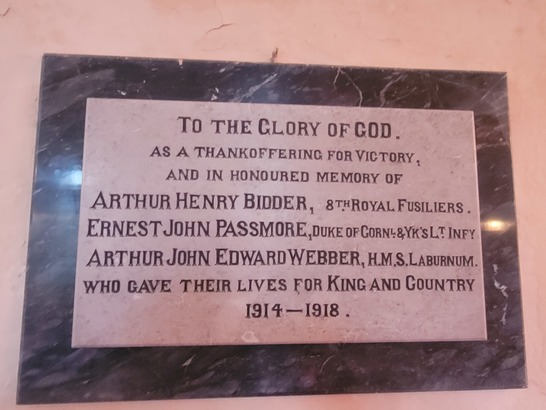 TO THE GLORY OF GOD.
AS A THANKOFFERING FOR VICTORY,
AND IN HONOURED MEMORY OF
ARTHUR HENRY BIDDER, 8TH ROYAL FUSILIERS.
ERNEST JOHN PASSMORE, DUKE OF CORNL & YK'S LT INFY
ARTHUR JOHN EDWARD WEBBER, H.M.S. LABURNUM.
WHO GAVE THEIR LIVES FOR KING AND COUNTRY
1914—1918.